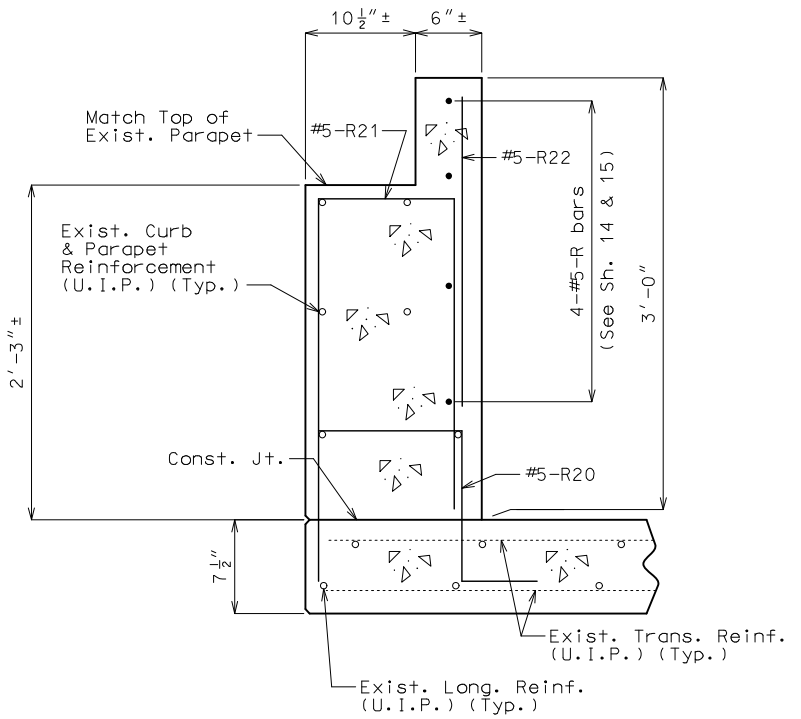 10 1/2"± 6"±
Match Top of
Exist. Parapet
#5-R21
#5-R22
Exist. Curb
& Parapet
Reinforcement
(U.I.P.) (Typ.)
4-#5-R bars
(See Sh. 14 & 15)
3'-0"
2'-3"±
Const. Jt.
#5-R20
7 1/2"
Exist. Trans. Reinf.
(U.I.P.) (Typ.)
Exist. Long. Reinf.
(U.I.P.) (Typ.)